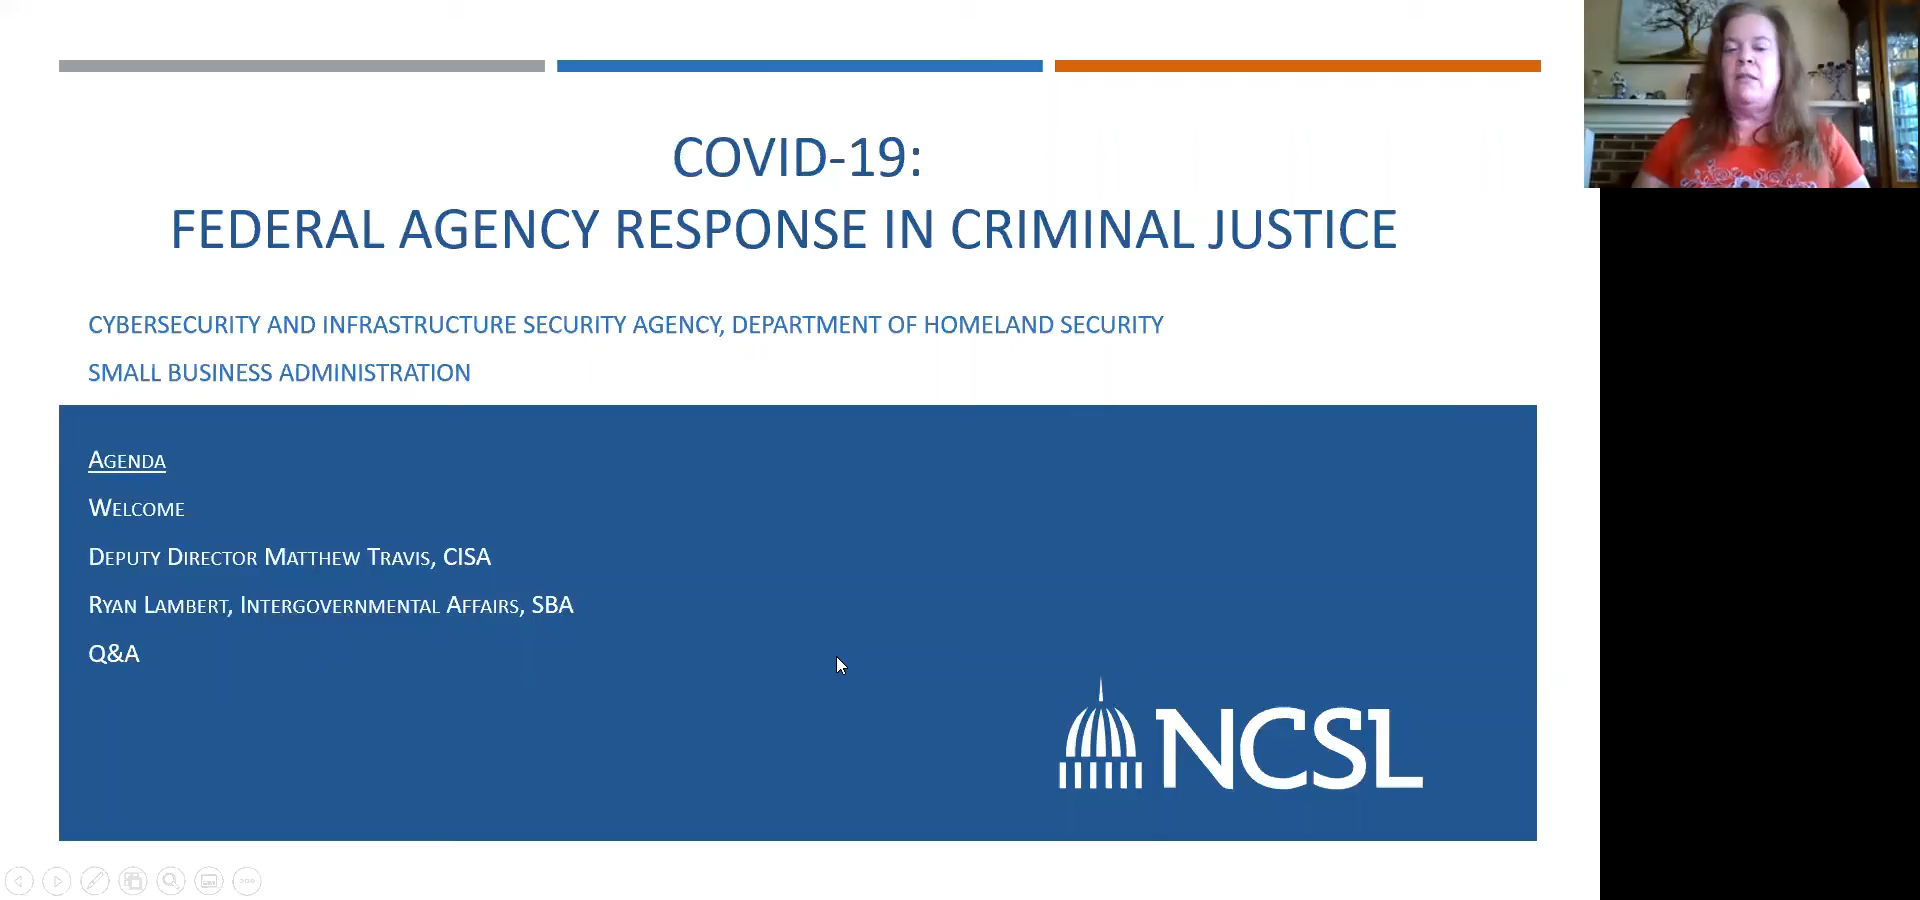 COVID-19:
FEDERAL AGENCY RESPONSE IN CRIMINAL JUSTICE
CYBERSECURITY AND INFRASTRUCTURE SECURITY AGENCY, DEPARTMENT OF HOMELAND SECURITY
SMALL BUSINESS ADMINISTRATION
AGENDA
WELCOME
DEPUTY DIRECTOR MATTHEW TRAVIS, CISA
RYAN LAMBERT, INTERGOVERNMENTAL AFFAIRS, SBA
Q&A
NCSL